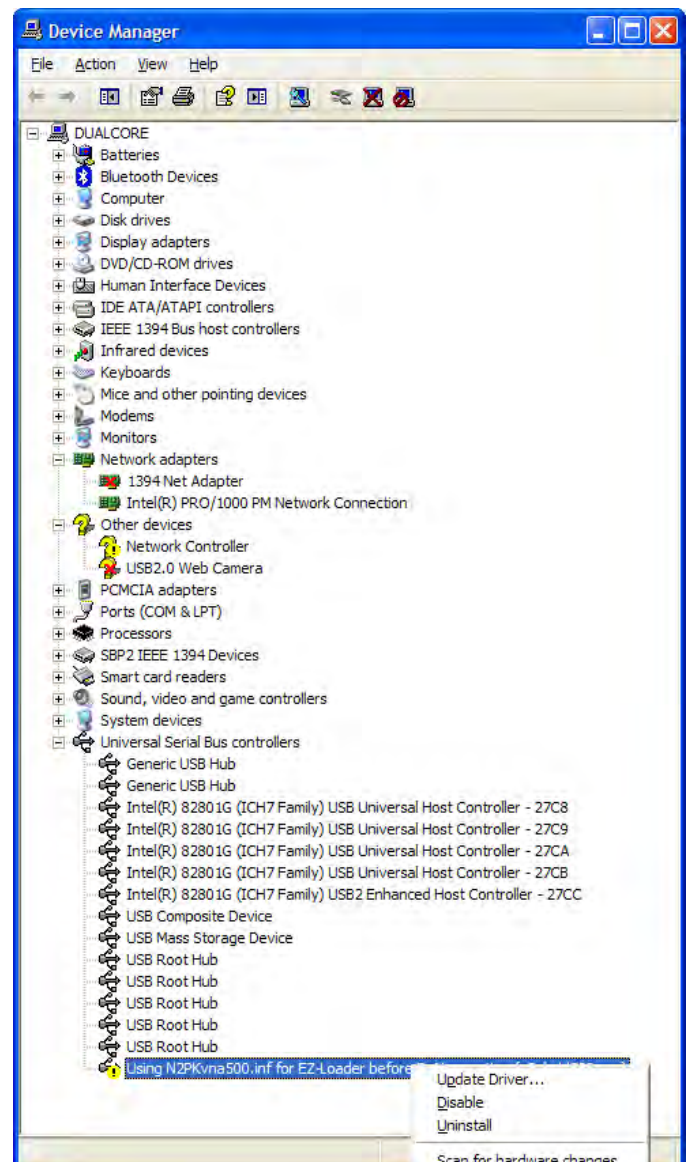 Device Manager
File Action View Help
DUALCORE
Batteries
Bluetooth Devices
Computer
Disk drives
Display adapters
DVD/CD-ROM drives
Human Interface Devices
IDE ATA/ATAPI controllers
IEEE 1394 Bus host controllers
Infrared devices
Keyboards
Mice and other pointing devices
Modems
Monitors
Network adapters
1394 Net Adapter
Intel(R) PRO/1000 PM Network Connection
Other devices
Network Controller
USB2.0 Web Camera
PCMCIA adapters
Ports (COM & LPT)
Processors
SBP2 IEEE 1394 Devices
Smart card readers
Sound, video and game controllers
System devices
Universal Serial Bus controllers
Generic USB Hub
Generic USB Hub
Intel(R) 82801G (ICH7 Family) USB Universal Host Controller - 27C8
Intel(R) 82801G (ICH7 Family) USB Universal Host Controller - 27C9
Intel(R) 82801G (ICH7 Family) USB Universal Host Controller - 27CA
Intel(R) 82801G (ICH7 Family) USB Universal Host Controller - 27CB
Intel(R) 82801G (ICH7 Family) USB2 Enhanced Host Controller - 27CC
USB Composite Device
USB Mass Storage Device
USB Root Hub
USB Root Hub
USB Root Hub
USB Root Hub
USB Root Hub
Using N2PKvna500.inf for EZ-Loader before
Update Driver...
Disable
Uninstall
Scan for hardware changes